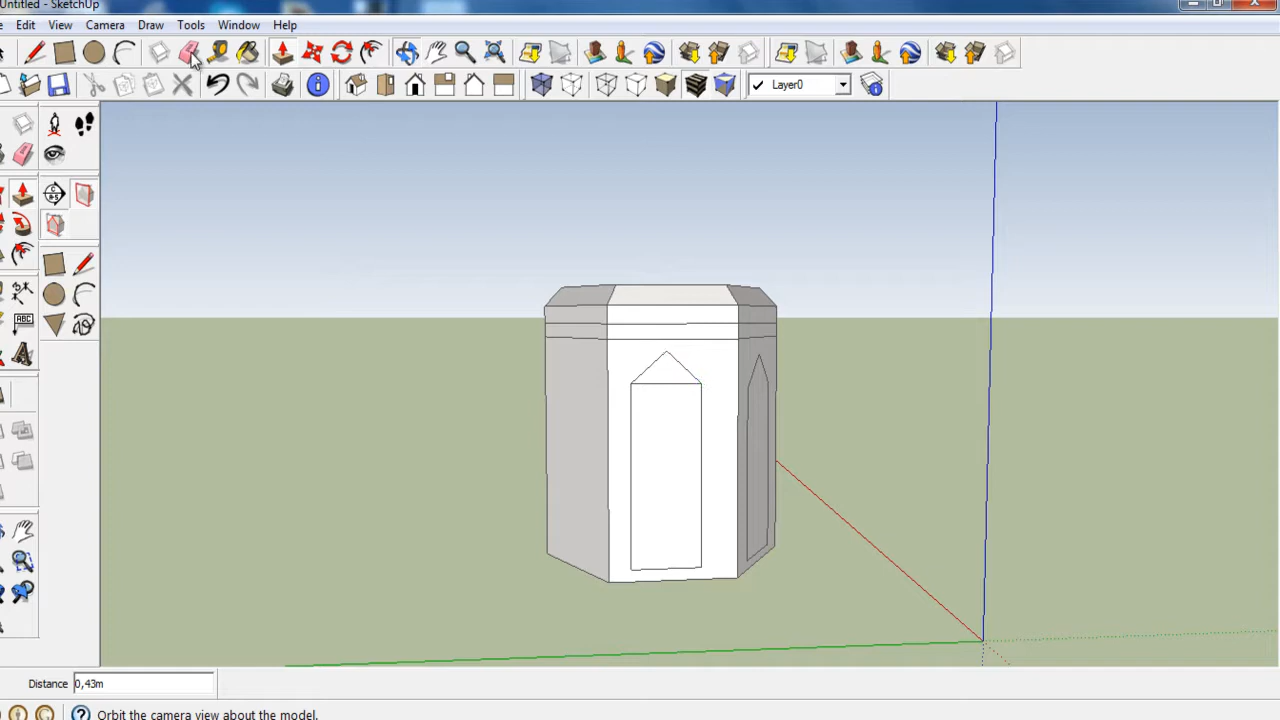 Untitled - SketchUp
Edit View Camera Draw Tools Window Help
Layer0
ABC
Distance 0,43m
Orbit the camera view about the model.